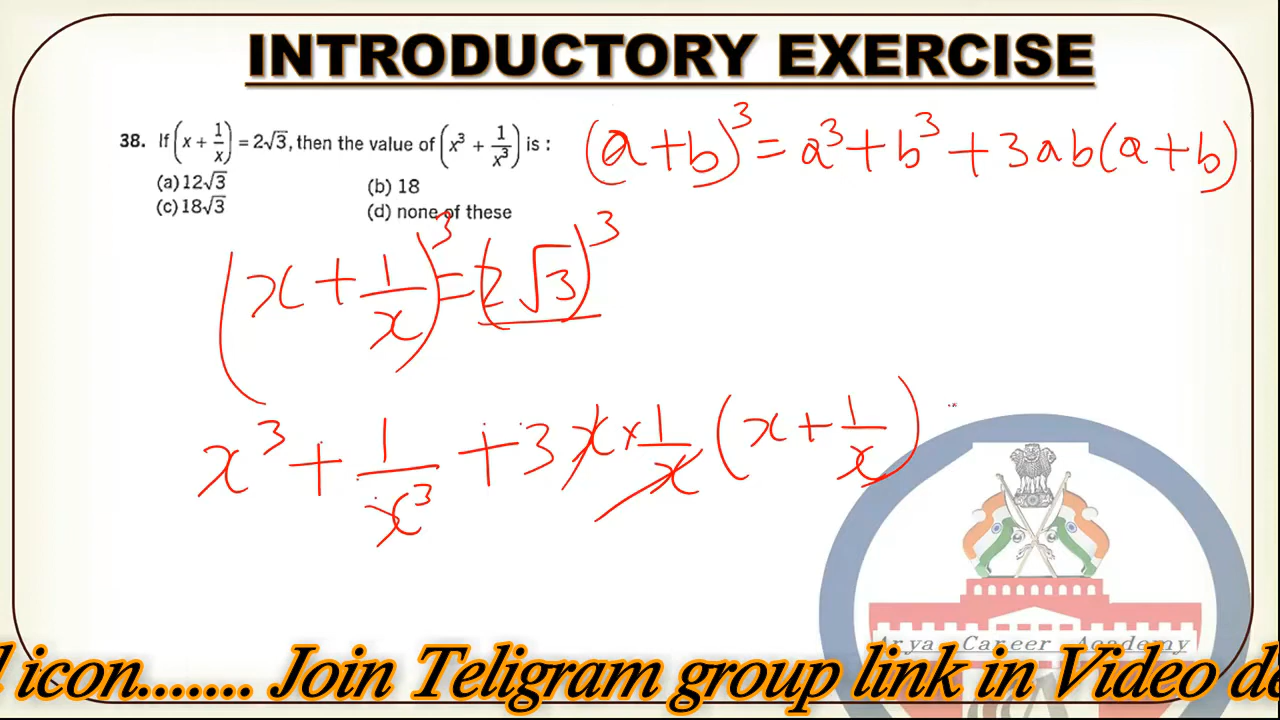 INTRODUCTORY EXERCISE
38. If (x + 1/x) = 2√3, then the value of (x³ + 1/x³) is :
(a) 12√3 (b) 18
(c) 18√3 (d) none of these
(a+b)³ = a³ + b³ + 3ab(a+b)
(x + 1/x)³ = (2√3)³
x³ + 1/x³ + 3x × 1/x (x + 1/x)
Arya Career Academy
icon....... Join Teligram group link in Video